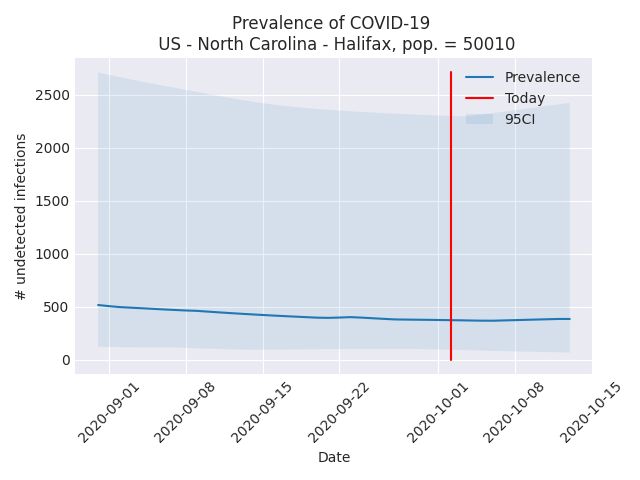 Prevalence of COVID-19
US - North Carolina - Halifax, pop. = 50010
Prevalence
Today
95CI
# undetected infections
2500
2000
1500
1000
500
0
2020-09-01
2020-09-08
2020-09-15
2020-09-22
2020-10-01
2020-10-08
2020-10-15
Date